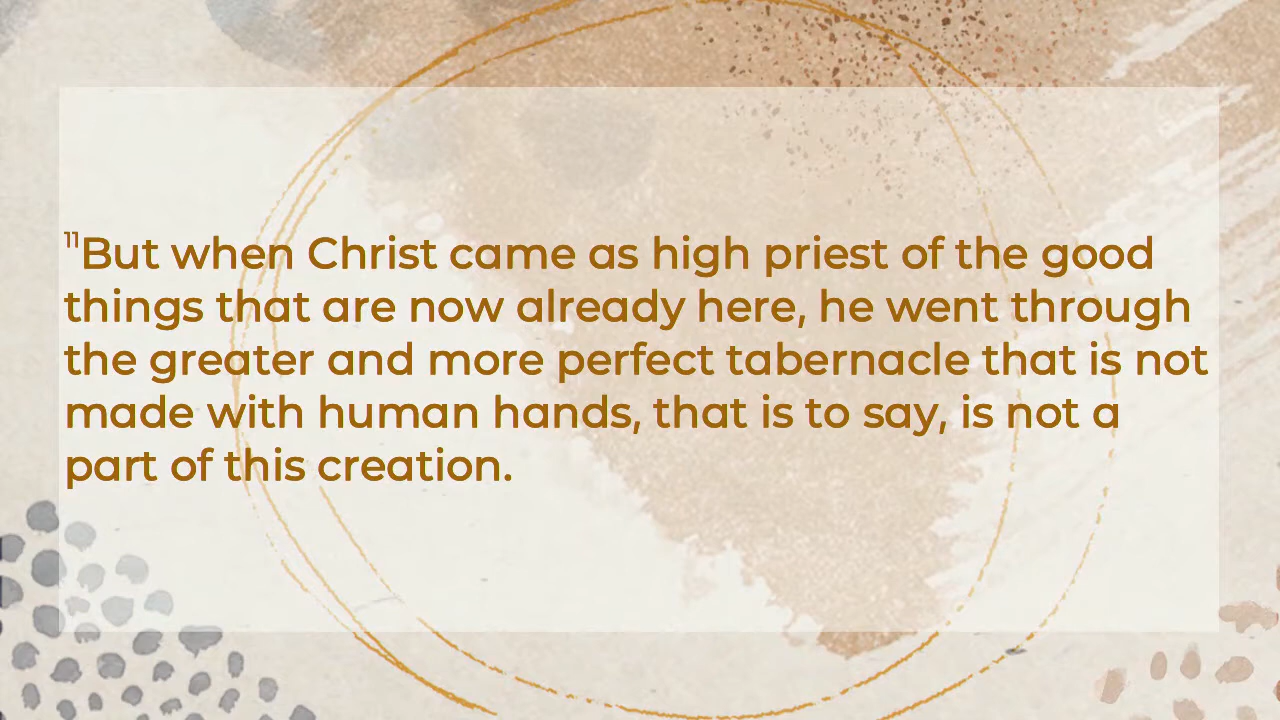 ¹¹But when Christ came as high priest of the good
things that are now already here, he went through
the greater and more perfect tabernacle that is not
made with human hands, that is to say, is not a
part of this creation.